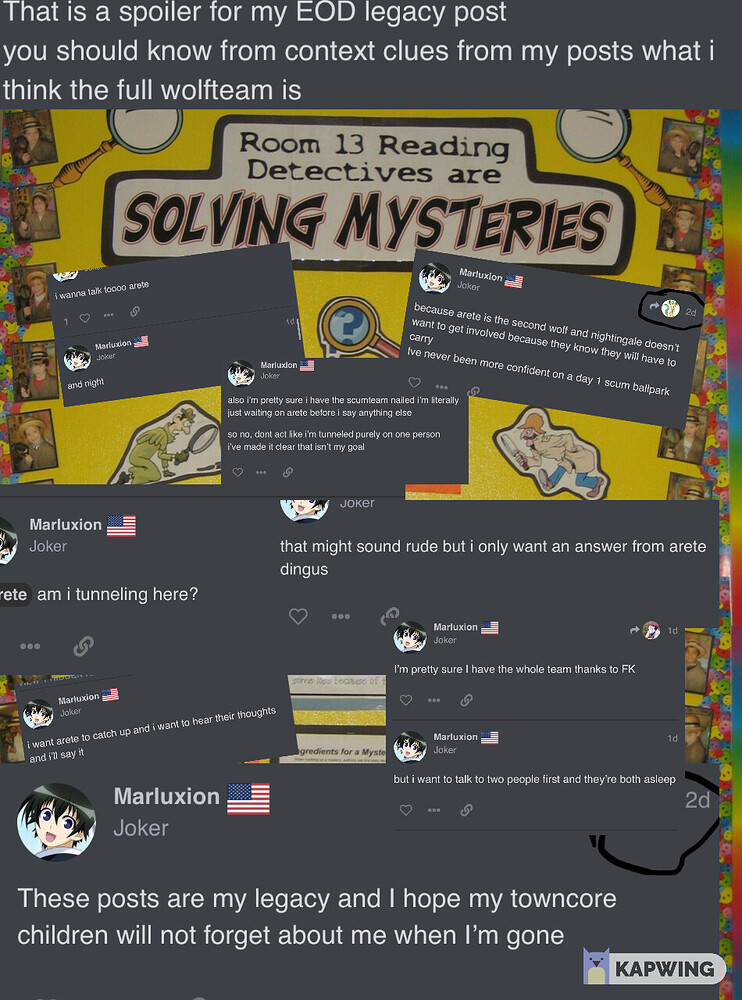 That is a spoiler for my EOD legacy post
you should know from context clues from my posts what i
think the full wolfteam is
Room 13 Reading
Detectives are
SOLVING MYSTERIES
i wanna talk toooo arete
1
1d
Marluxion
Joker
and night
Marluxion
Joker
2d
because arete is the second wolf and nightingale doesn't
want to get involved because they know they will have to
carry
Ive never been more confident on a day 1 scum ballpark
Marluxion
Joker
also i'm pretty sure i have the scumteam nailed i'm literally
just waiting on arete before i say anything else
so no, dont act like i'm tunneled purely on one person
i've made it clear that isn't my goal
Marluxion
Joker
rete am i tunneling here?
Joker
that might sound rude but i only want an answer from arete
dingus
Marluxion
Joker
1d
I'm pretty sure I have the whole team thanks to FK
Marluxion
Joker
1d
but i want to talk to two people first and they're both asleep
Marluxion
Joker
i want arete to catch up and i want to hear their thoughts
and i'll say it
ngredients for a Myste
Marluxion
Joker
2d
These posts are my legacy and I hope my towncore
children will not forget about me when I'm gone
KAPWING